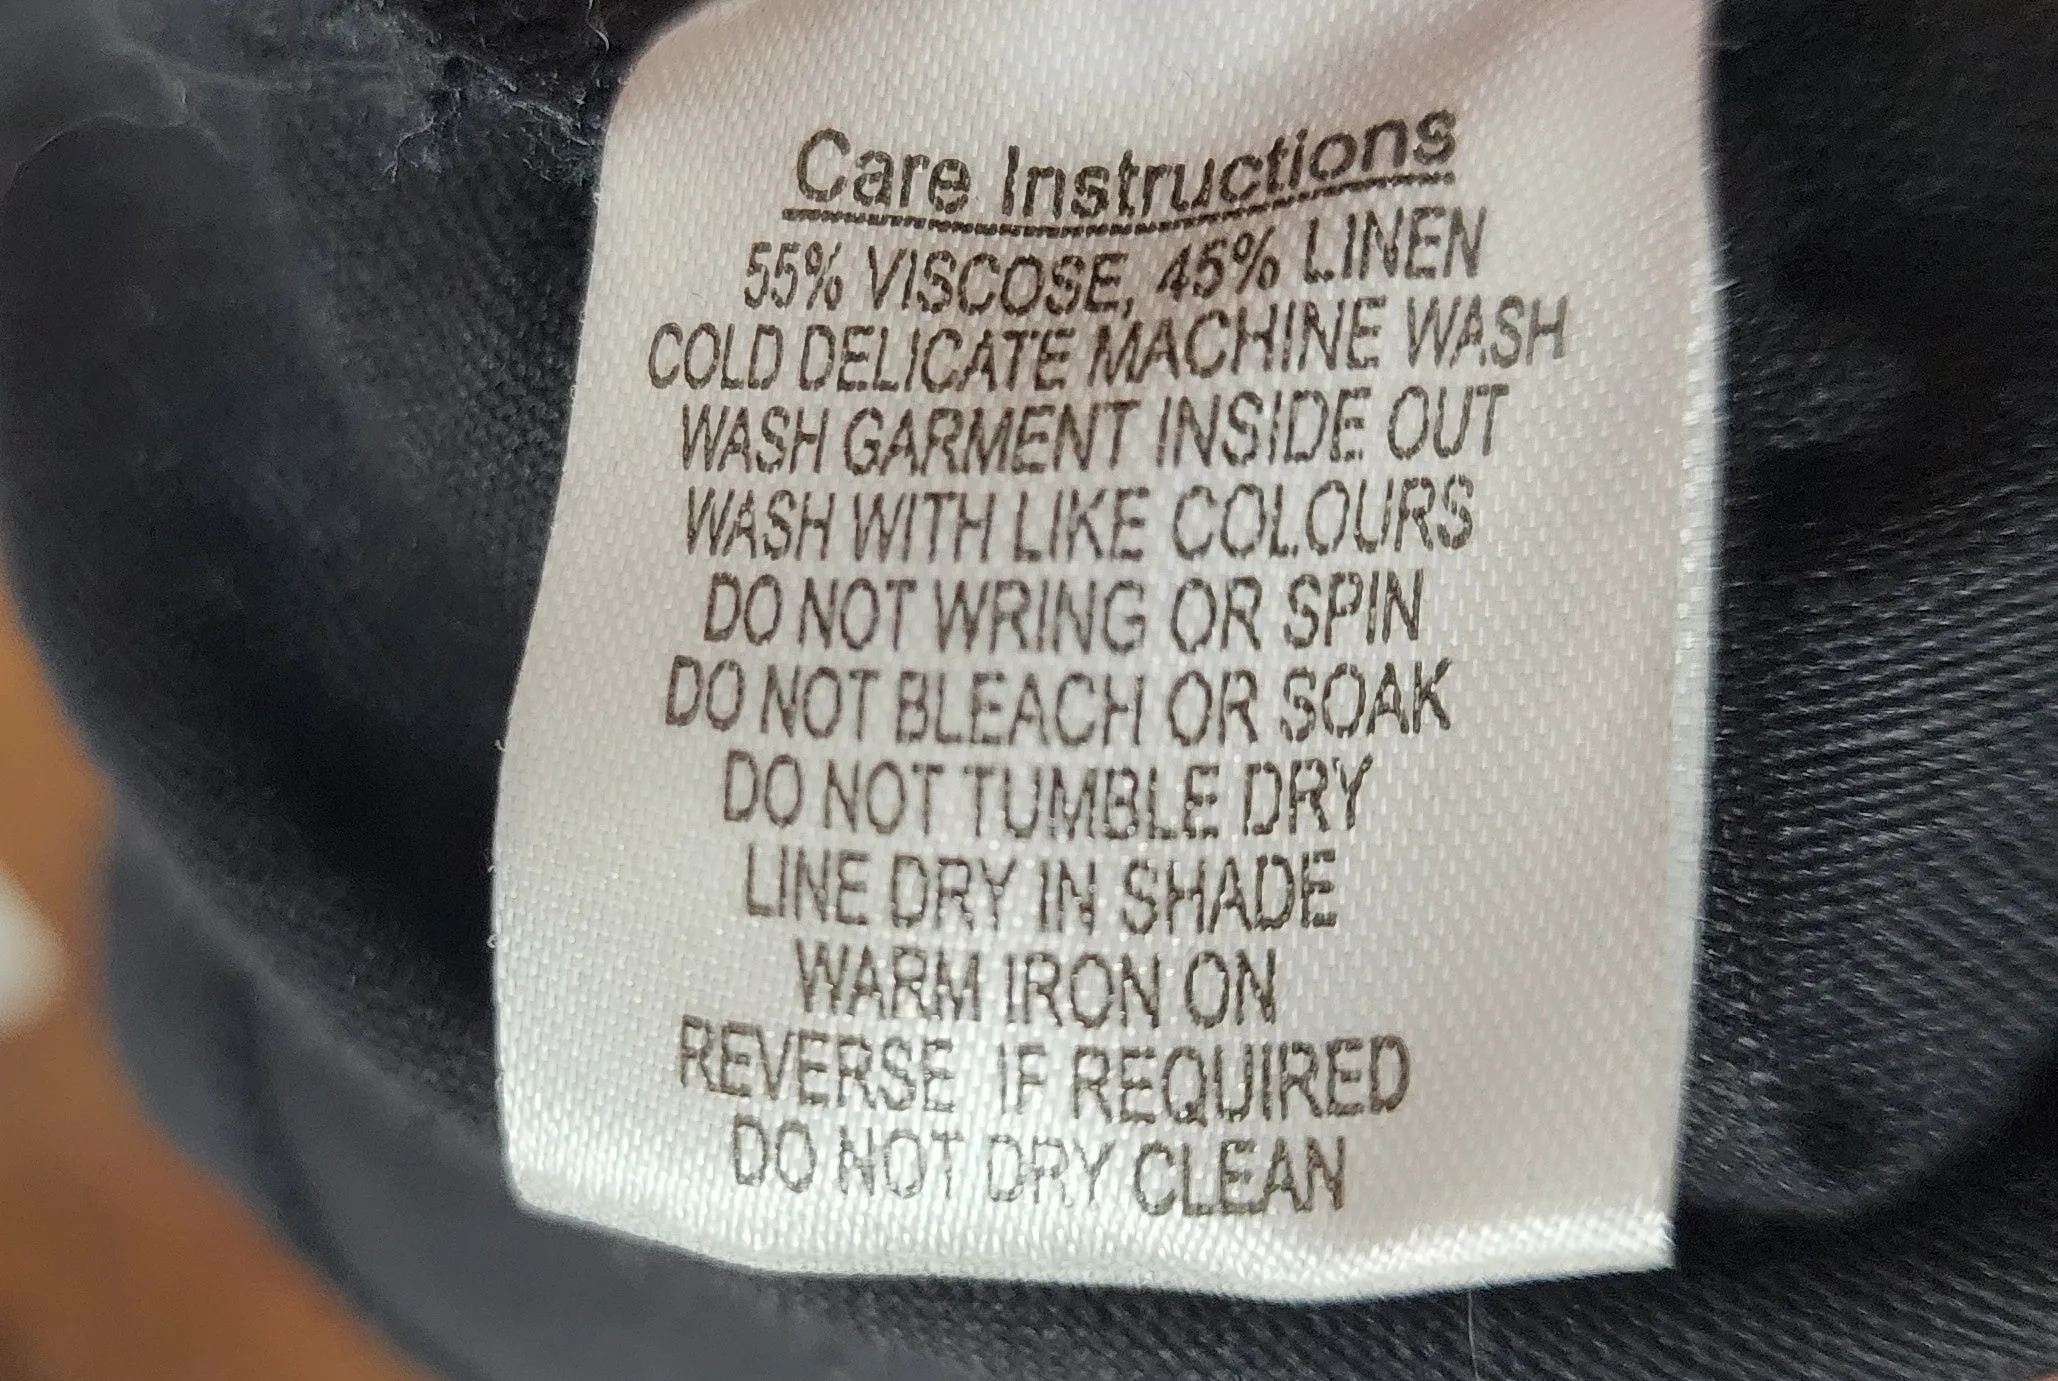 Care Instructions
55% VISCOSE, 45% LINEN
COLD DELICATE MACHINE WASH
WASH GARMENT INSIDE OUT
WASH WITH LIKE COLOURS
DO NOT WRING OR SPIN
DO NOT BLEACH OR SOAK
DO NOT TUMBLE DRY
LINE DRY IN SHADE
WARM IRON ON
REVERSE IF REQUIRED
DO NOT DRY CLEAN